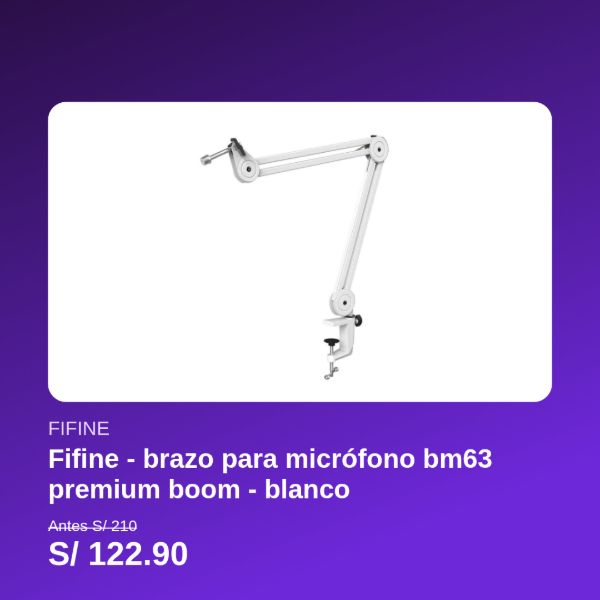 FIFINE
Fifine - brazo para micrófono bm63
premium boom - blanco
Antes S/ 210
S/ 122.90